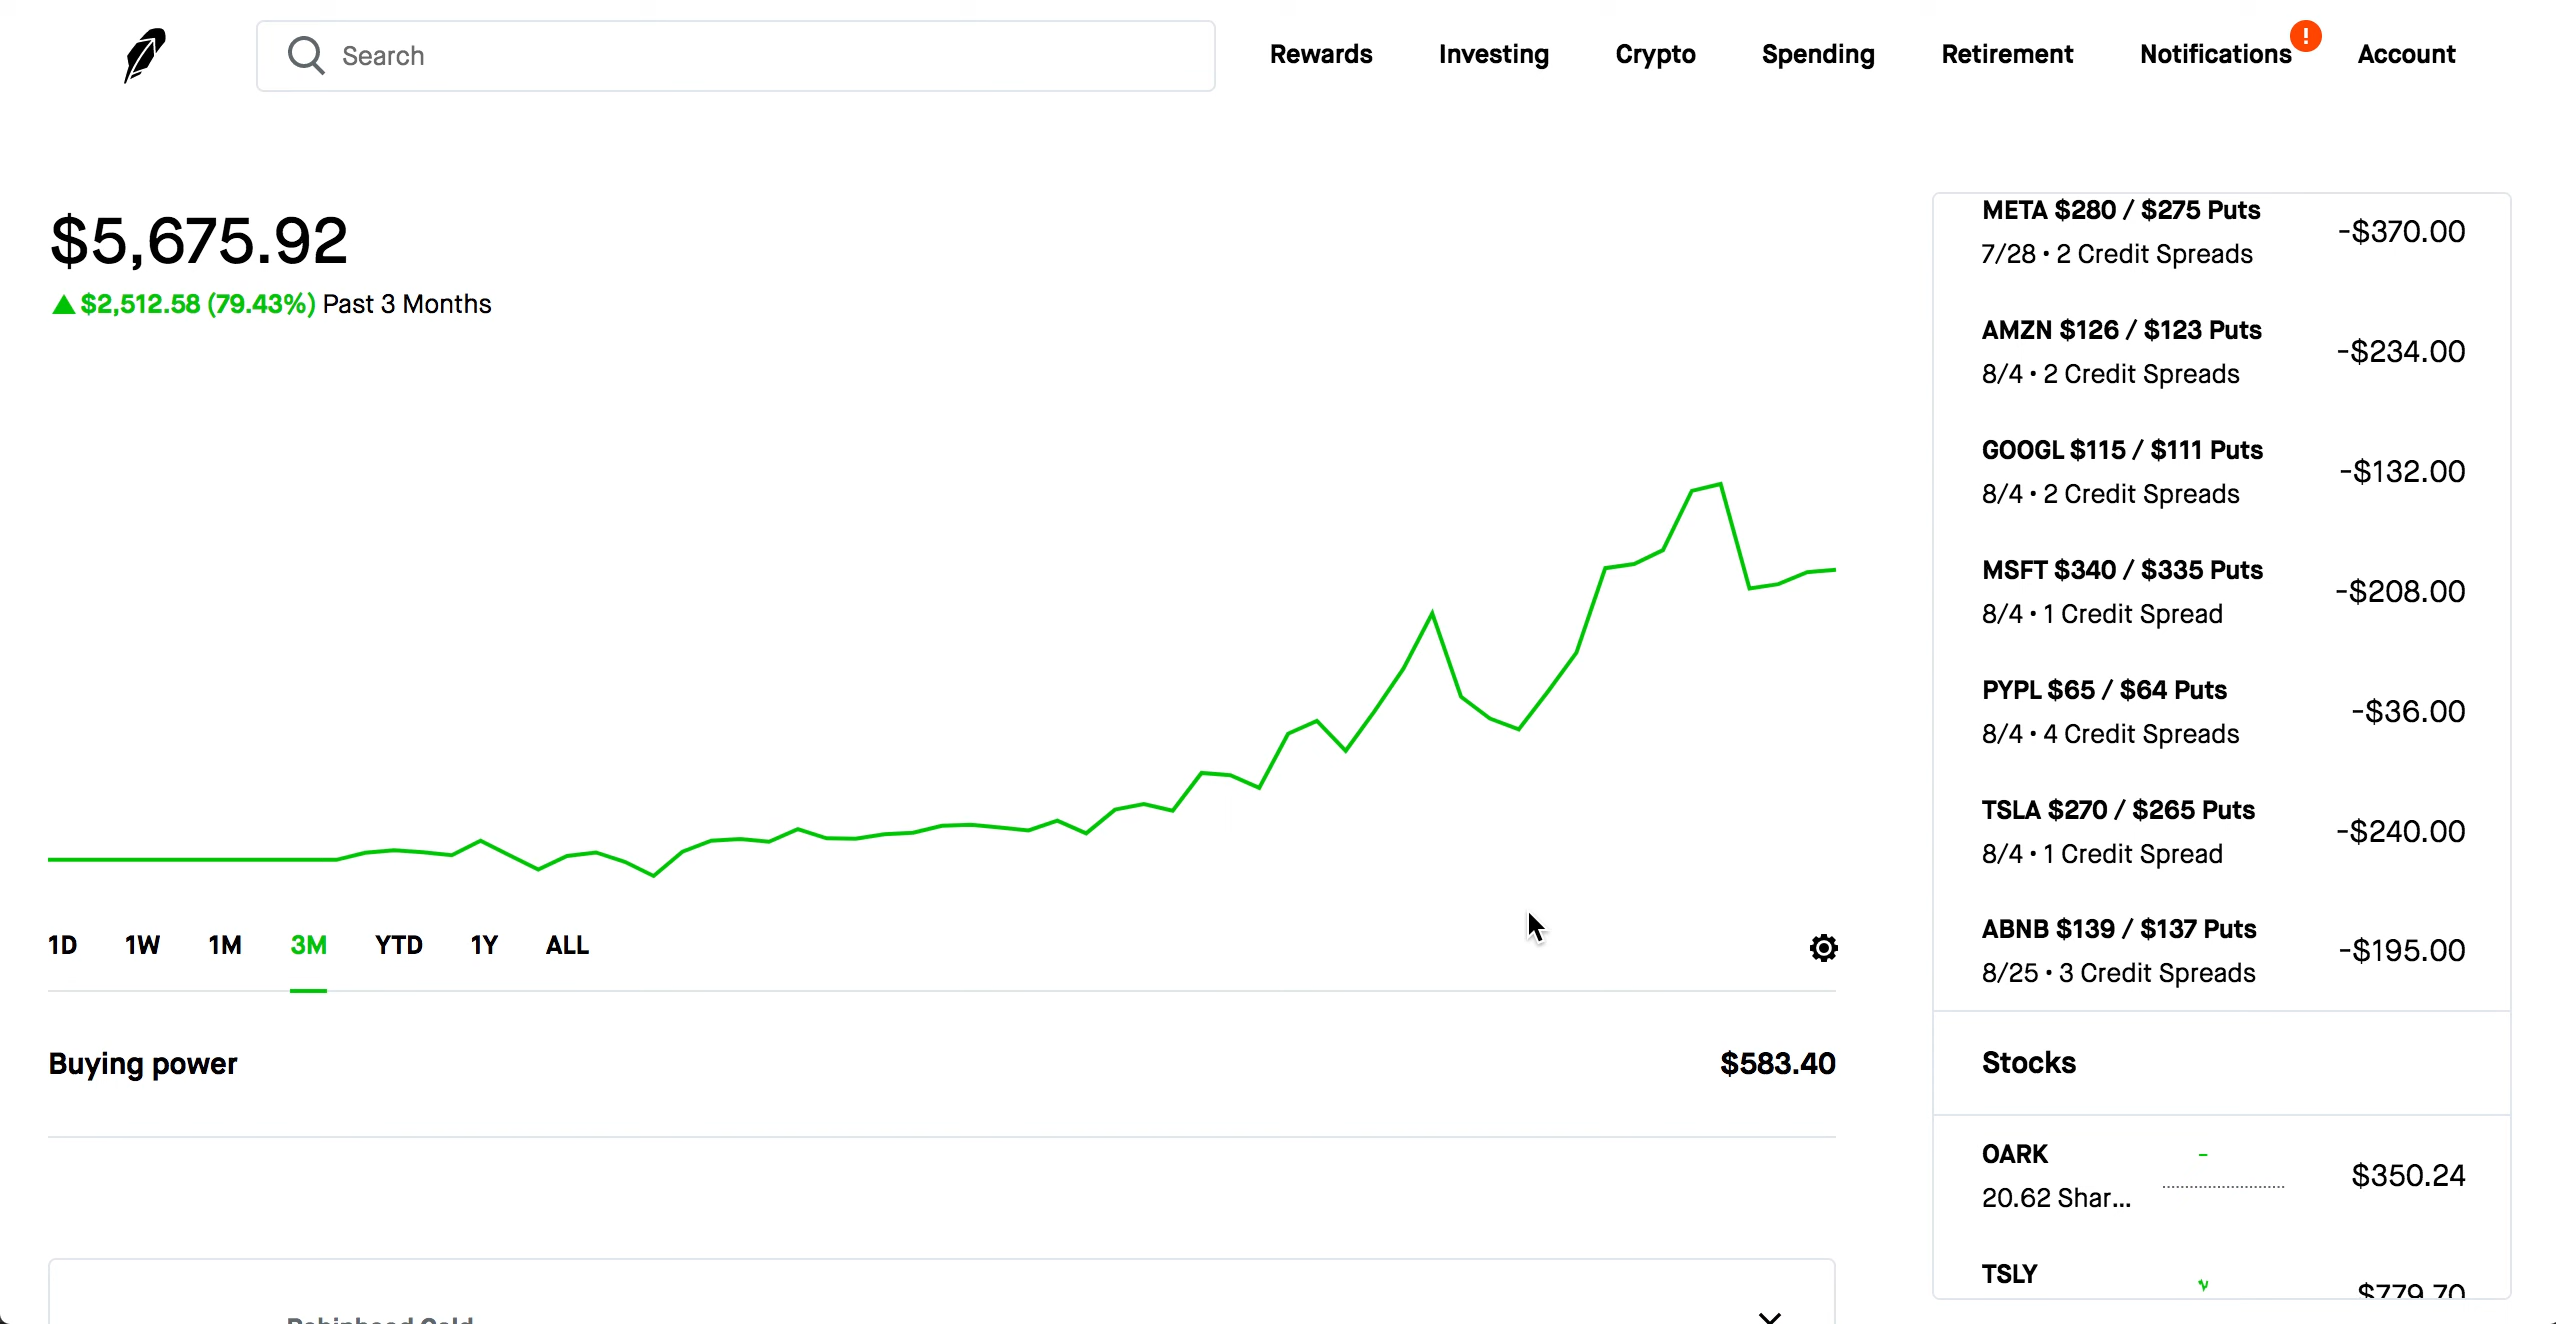 Search
Rewards
Investing
Crypto
Spending
Retirement
Notifications
!
Account
$5,675.92
$2,512.58 (79.43%) Past 3 Months
1D 1W 1M 3M YTD 1Y ALL
Buying power $583.40
Robinhood Gold
META $280 / $275 Puts
7/28 • 2 Credit Spreads
-$370.00
AMZN $126 / $123 Puts
8/4 • 2 Credit Spreads
-$234.00
GOOGL $115 / $111 Puts
8/4 • 2 Credit Spreads
-$132.00
MSFT $340 / $335 Puts
8/4 • 1 Credit Spread
-$208.00
PYPL $65 / $64 Puts
8/4 • 4 Credit Spreads
-$36.00
TSLA $270 / $265 Puts
8/4 • 1 Credit Spread
-$240.00
ABNB $139 / $137 Puts
8/25 • 3 Credit Spreads
-$195.00
Stocks
OARK
20.62 Shar...
$350.24
TSLY
$779.70